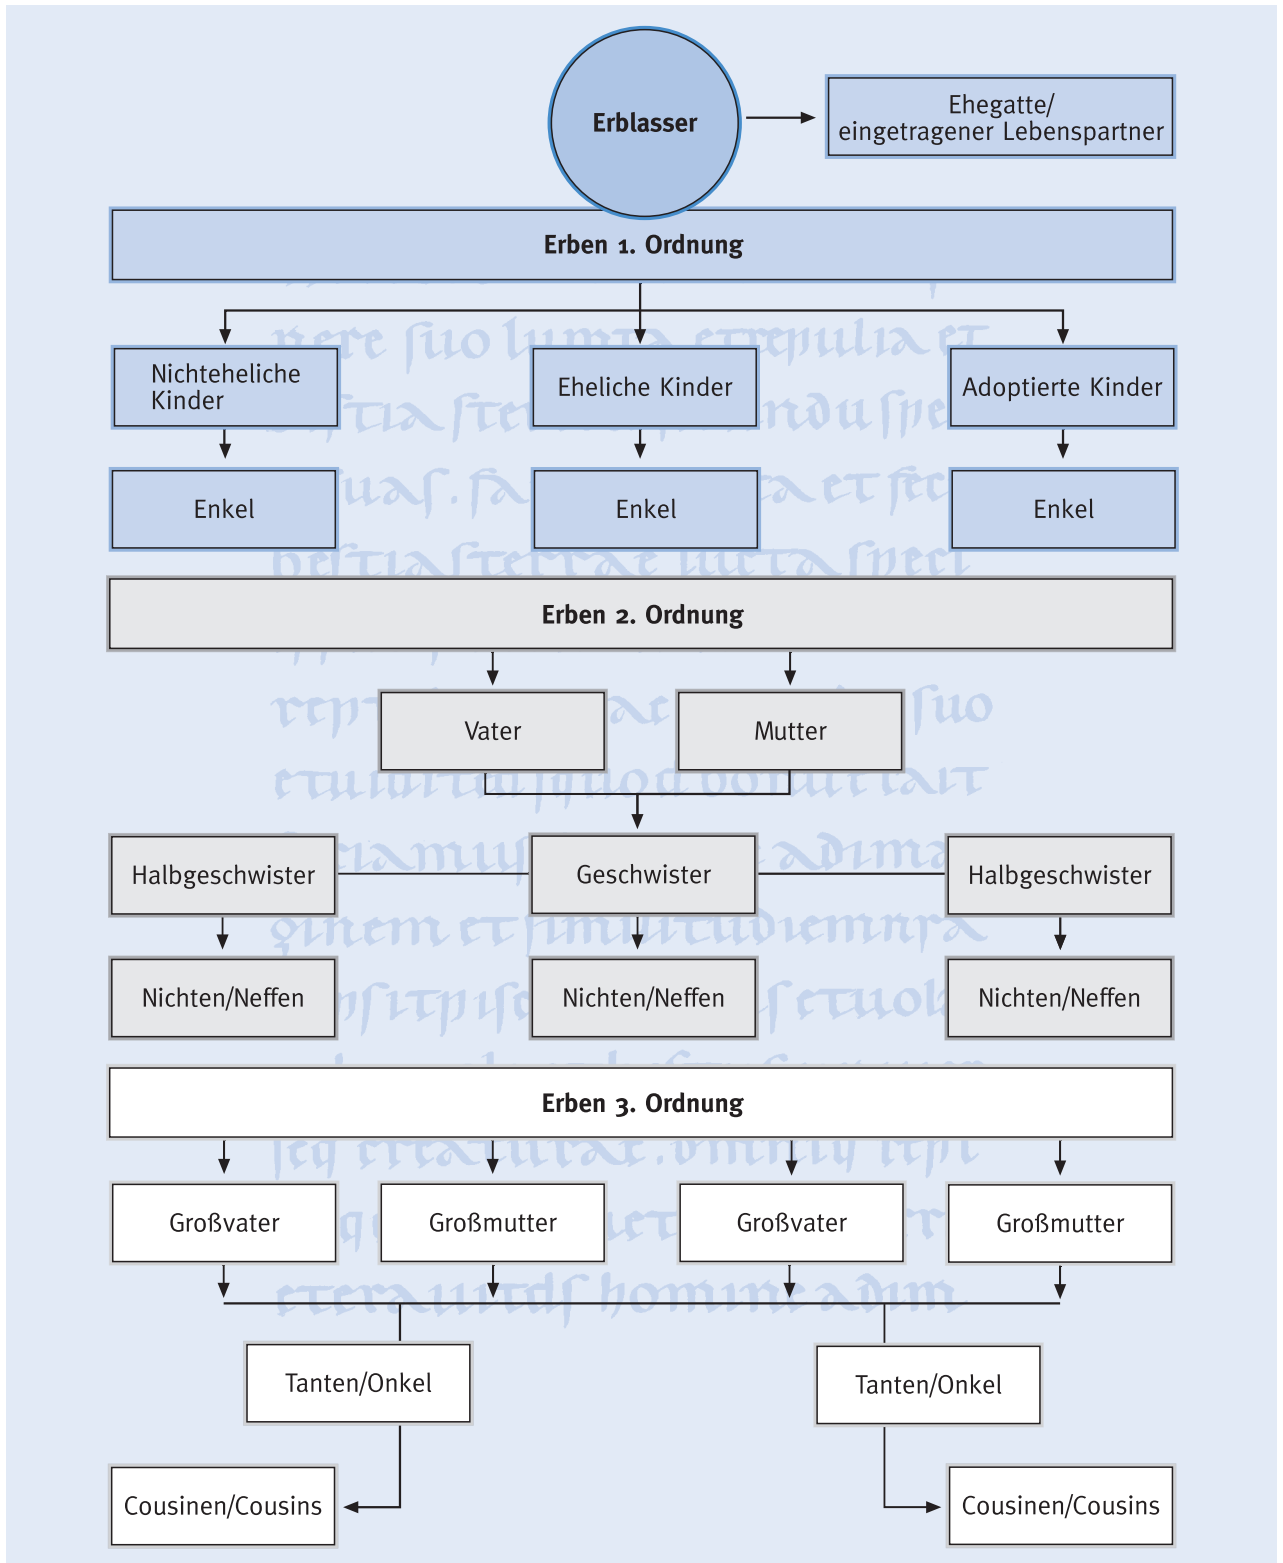 Erblasser
Ehegatte/
eingetragener Lebenspartner
Erben 1. Ordnung
Nichteheliche
Kinder
Eheliche Kinder
Adoptierte Kinder
Enkel
Enkel
Enkel
Erben 2. Ordnung
Vater
Mutter
Halbgeschwister
Geschwister
Halbgeschwister
Nichten/Neffen
Nichten/Neffen
Nichten/Neffen
Erben 3. Ordnung
Großvater
Großmutter
Großvater
Großmutter
Tanten/Onkel
Tanten/Onkel
Cousinen/Cousins
Cousinen/Cousins